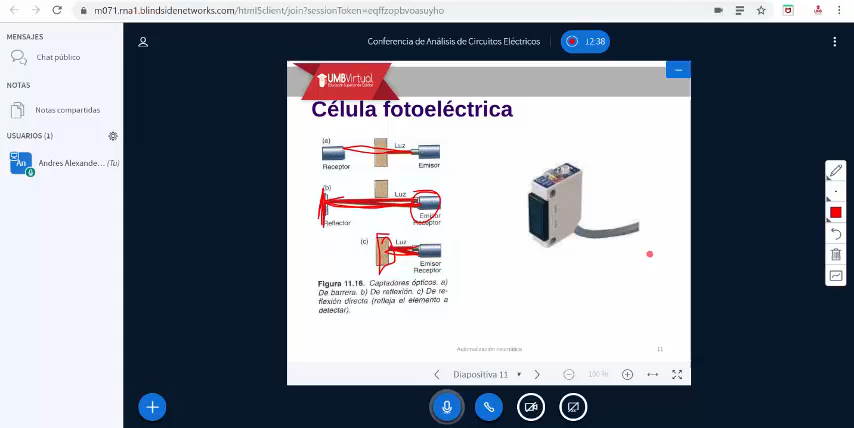 m071.rna1.blindsidenetworks.com/html5client/join?sessionToken=eqffzopbvoasuyho
MENSAJES
Chat público
NOTAS
Notas compartidas
USUARIOS (1)
An
Andres Alexande... (Tú)
Conferencia de Análisis de Circuitos Eléctricos
12:38
UMBVirtual
Célula fotoeléctrica
(a)
Luz
Receptor
Emisor
(b)
Luz
Reflector
Emisor
Receptor
(c)
Luz
Emisor
Receptor
Figura 11.16. Captadores ópticos. a)
De barrera. b) De reflexión. c) De re-
flexión directa (refleja el elemento a
detectar).
Automatización neumática
11
Diapositiva 11
100 %